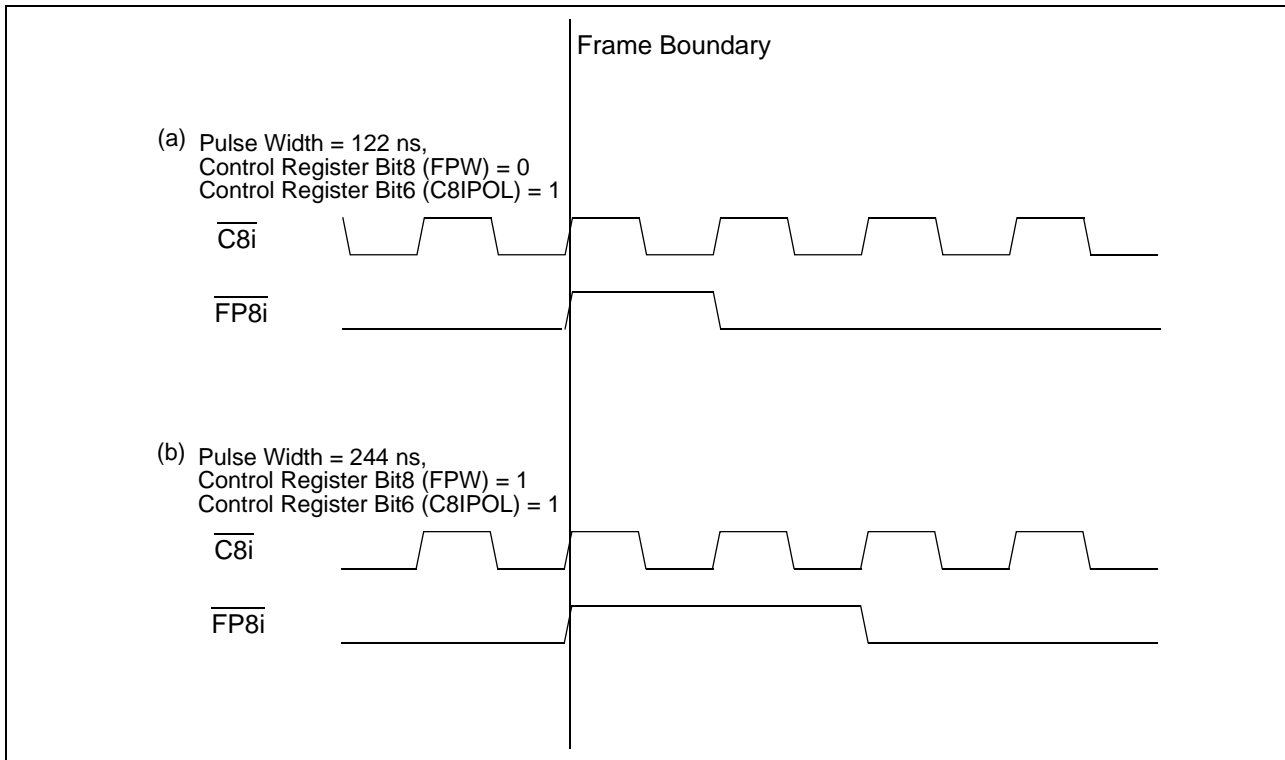 Frame Boundary
(a) Pulse Width = 122 ns,
Control Register Bit8 (FPW) = 0
Control Register Bit6 (C8IPOL) = 1
C8i
FP8i
(b) Pulse Width = 244 ns,
Control Register Bit8 (FPW) = 1
Control Register Bit6 (C8IPOL) = 1
C8i
FP8i